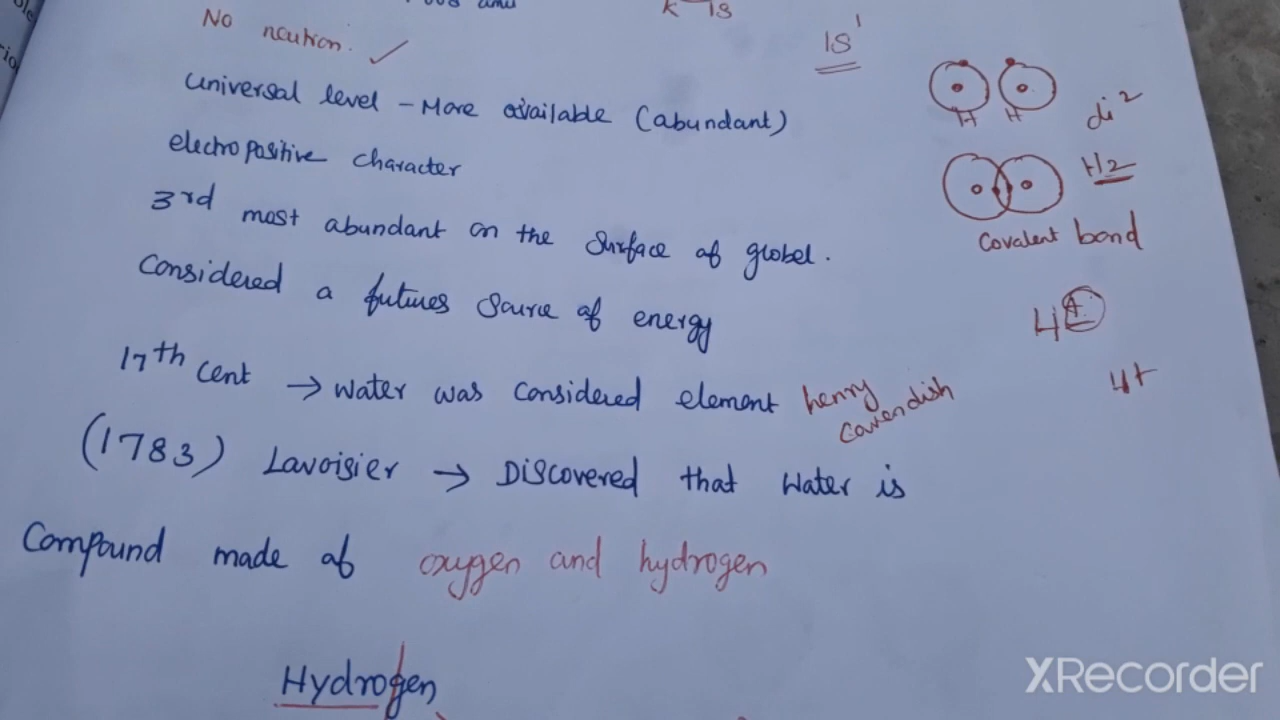 No neutron. ✓
1S¹
universal level - More available (abundant)
electropositive character
3rd most abundant on the surface of global.
Considered a futures source of energy
17th cent → water was considered element henry cavendish
(1783) Lavoisier → Discovered that water is
Compound made of oxygen and hydrogen
Hydrogen
H H
di²
H2
Covalent bond
XRecorder